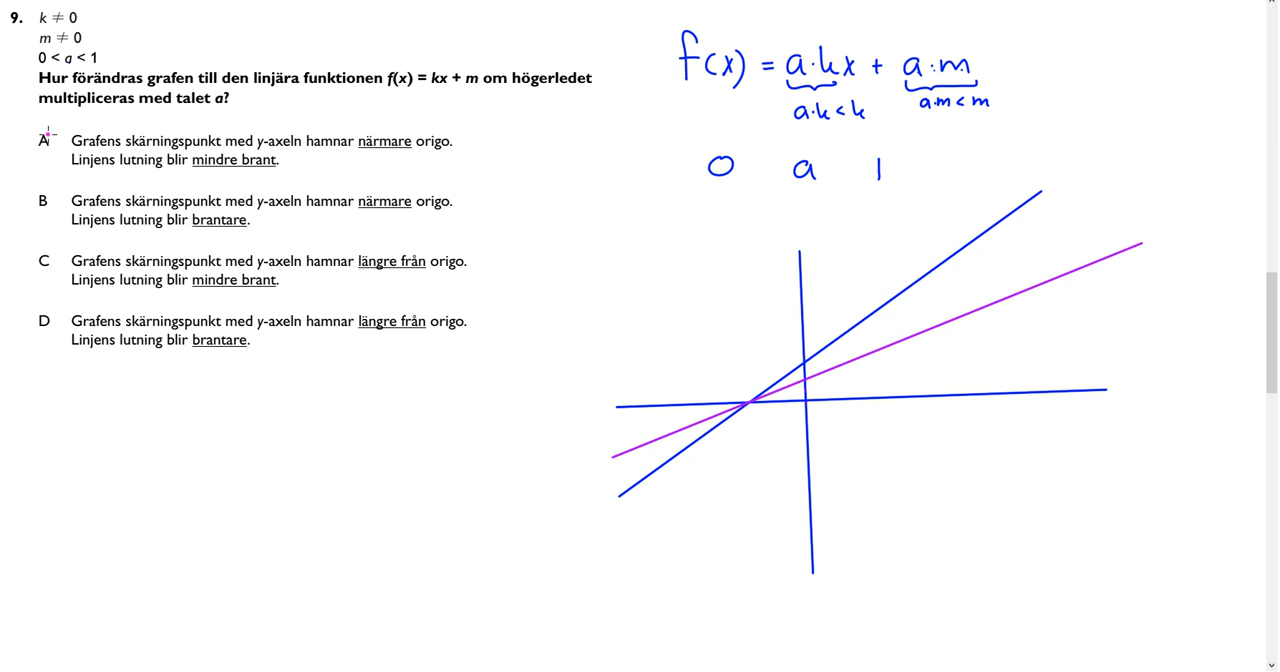 9. k ≠ 0
m ≠ 0
0 < a < 1
Hur förändras grafen till den linjära funktionen f(x) = kx + m om högerledet
multipliceras med talet a?
A Grafens skärningspunkt med y-axeln hamnar närmare origo.
Linjens lutning blir mindre brant.
B Grafens skärningspunkt med y-axeln hamnar närmare origo.
Linjens lutning blir brantare.
C Grafens skärningspunkt med y-axeln hamnar längre från origo.
Linjens lutning blir mindre brant.
D Grafens skärningspunkt med y-axeln hamnar längre från origo.
Linjens lutning blir brantare.
f(x) = a·kx + a·m
a·k < k a·m < m
0 a 1